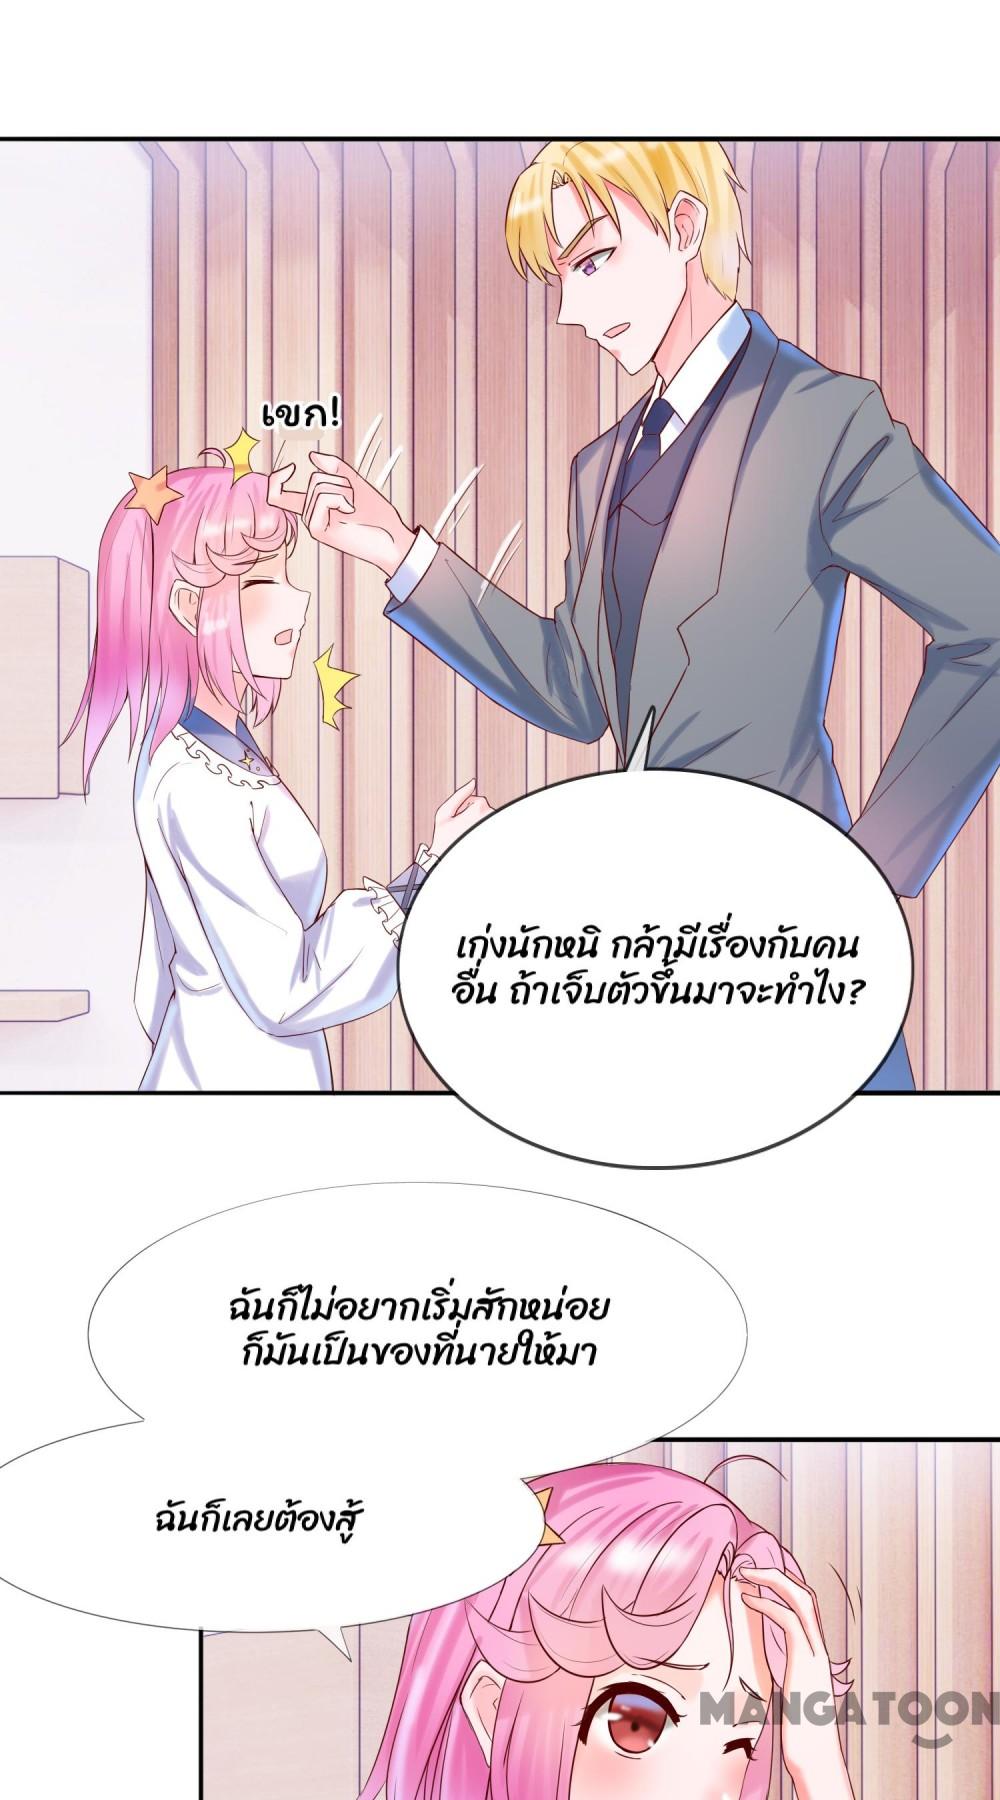 เขก!
เก่งนักหนิ กล้ามีเรื่องกับคน
อื่น ถ้าเจ็บตัวขึ้นมาจะทำไง?
ฉันก็ไม่อยากเริ่มสักหน่อย
ก็มันเป็นของที่นายให้มา
ฉันก็เลยต้องสู้
MANGATOON